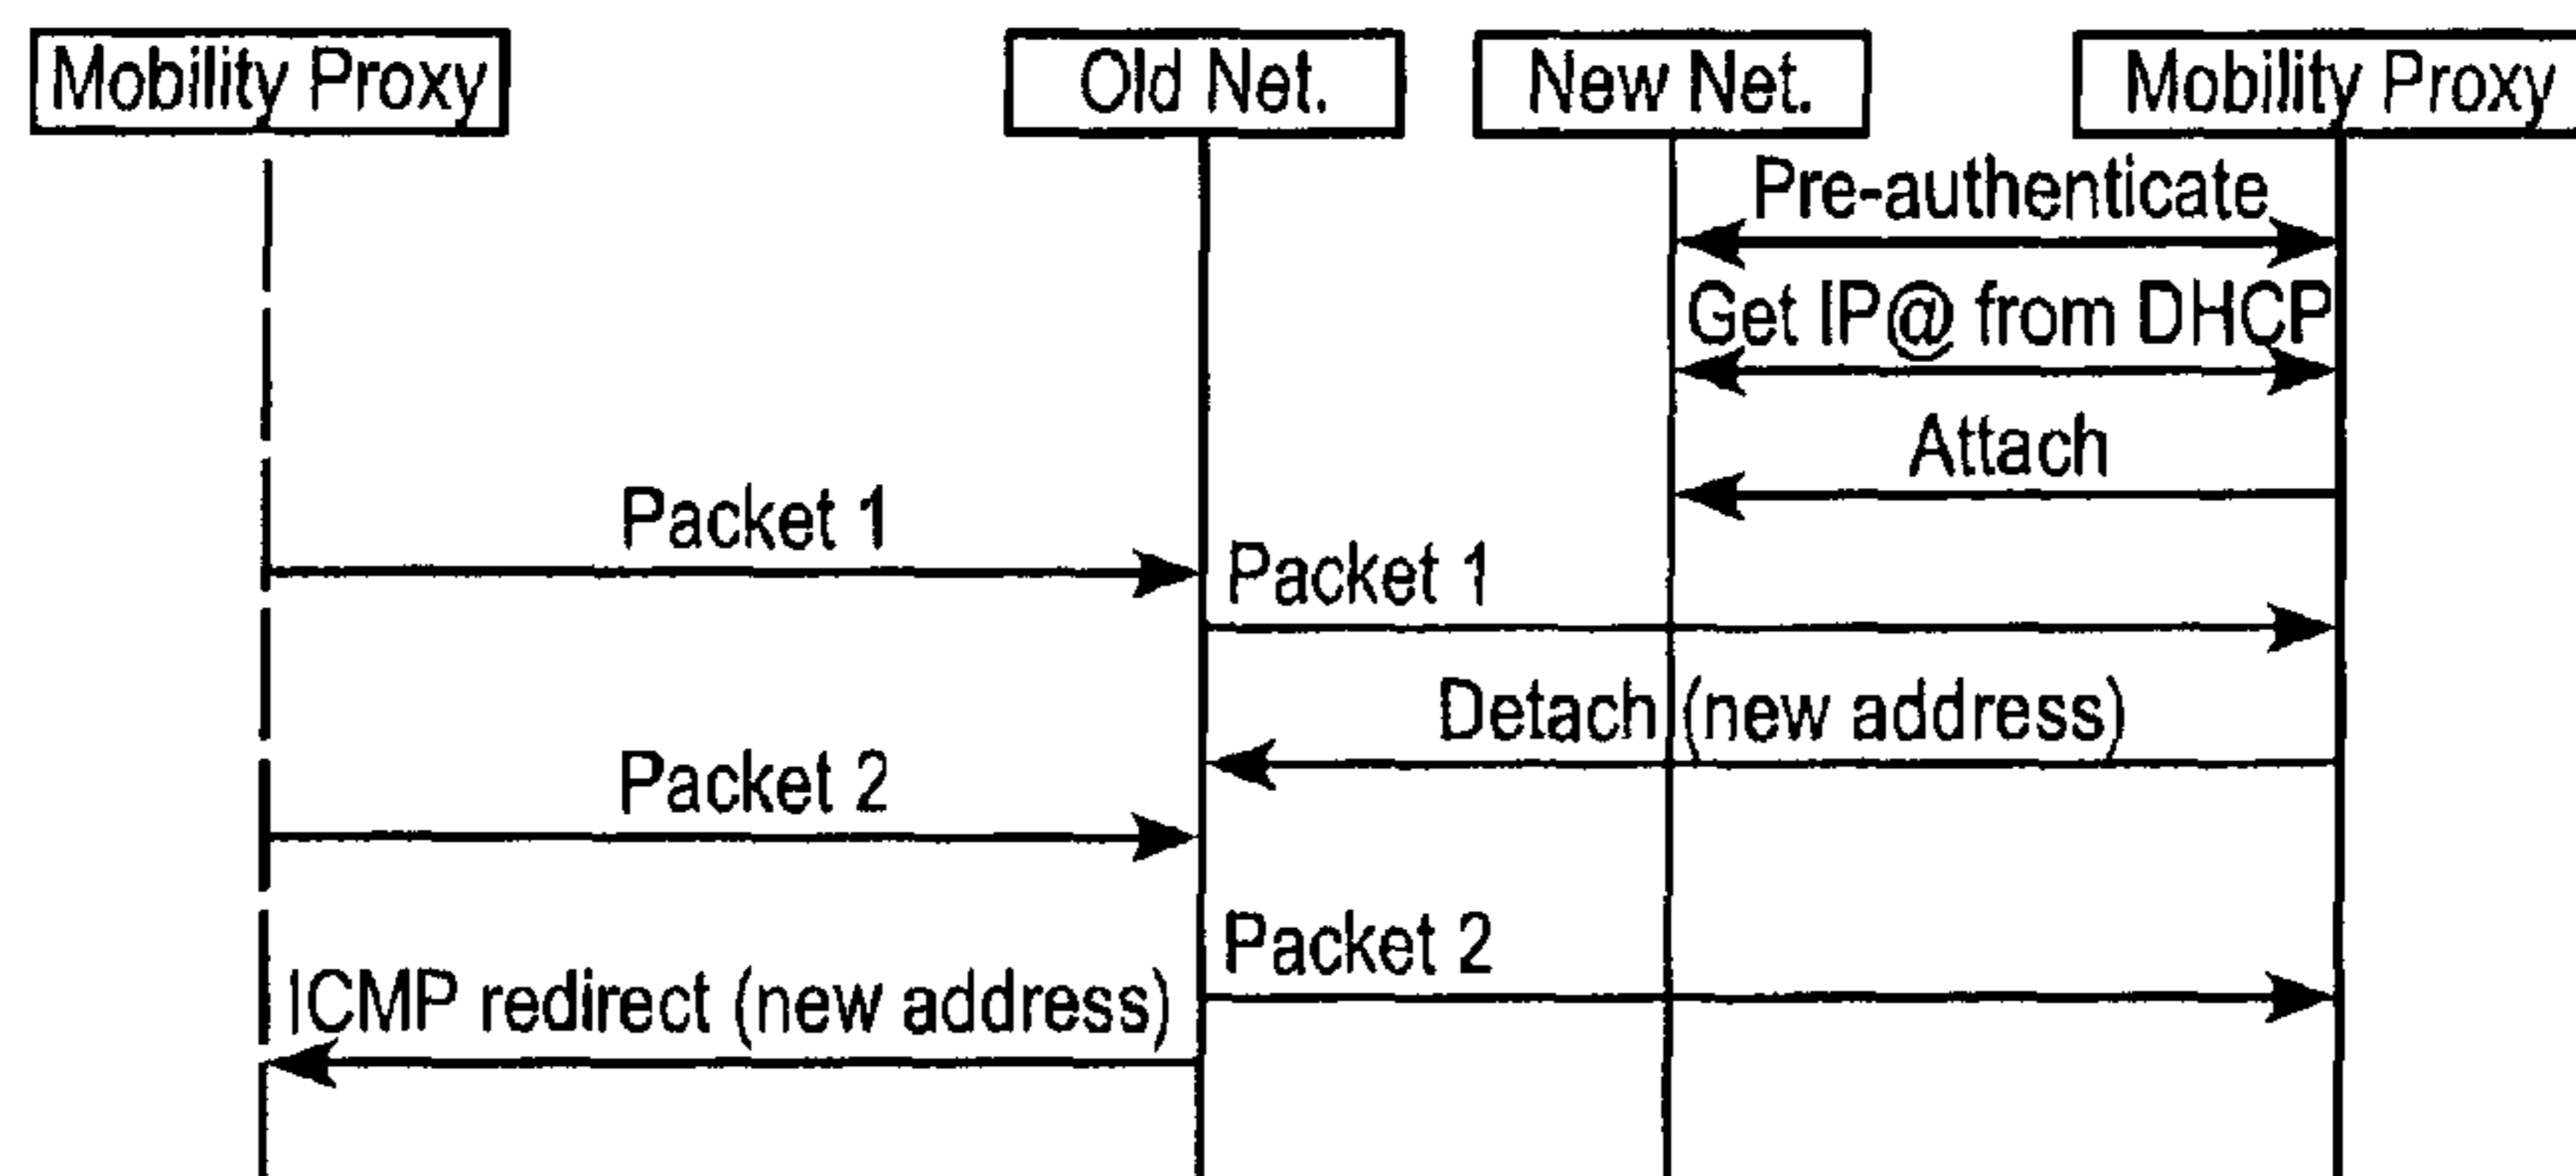 Mobility Proxy
Old Net.
New Net.
Mobility Proxy
Pre-authenticate
Get IP@ from DHCP
Attach
Packet 1
Packet 1
Detach (new address)
Packet 2
Packet 2
ICMP redirect (new address)